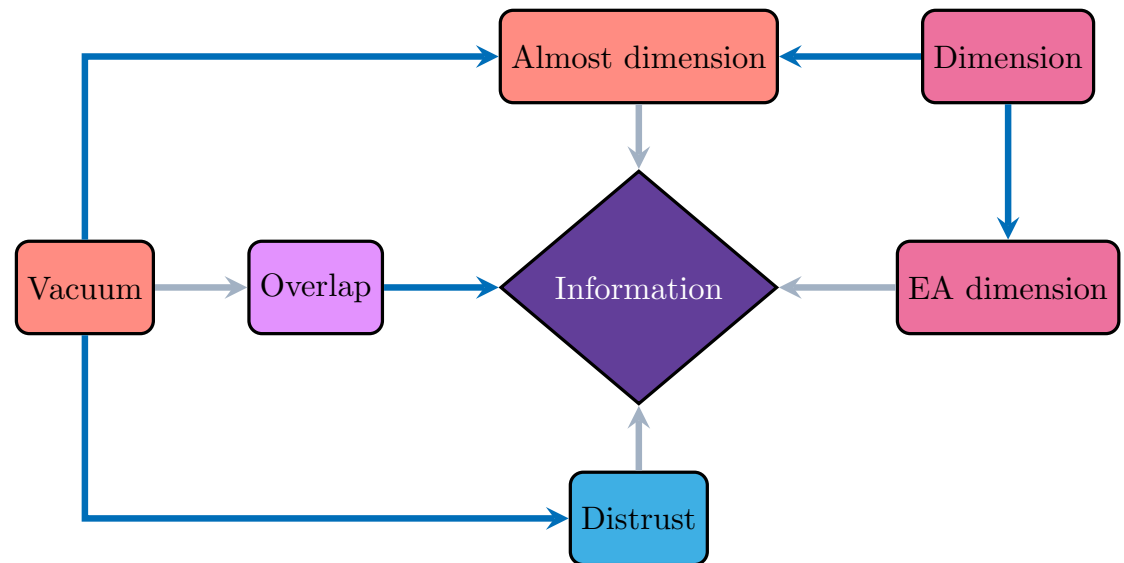 Almost dimension
Dimension
Vacuum
Overlap
Information
EA dimension
Distrust